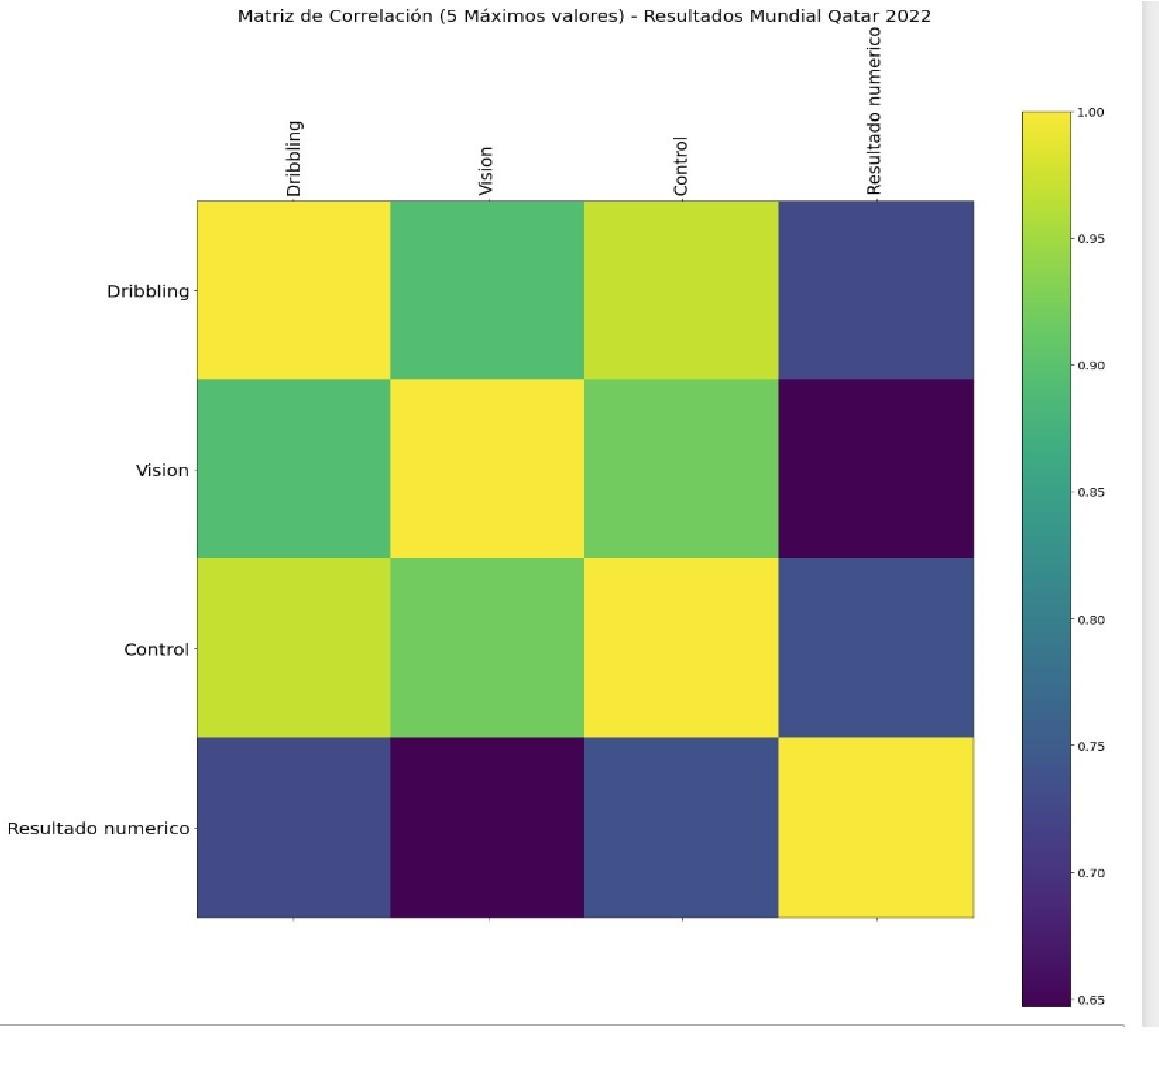 Matriz de Correlación (5 Máximos valores) - Resultados Mundial Qatar 2022
Dribbling
Vision
Control
Resultado numerico
Dribbling
Vision
Control
Resultado numerico
1.00
0.95
0.90
0.85
0.80
0.75
0.70
0.65